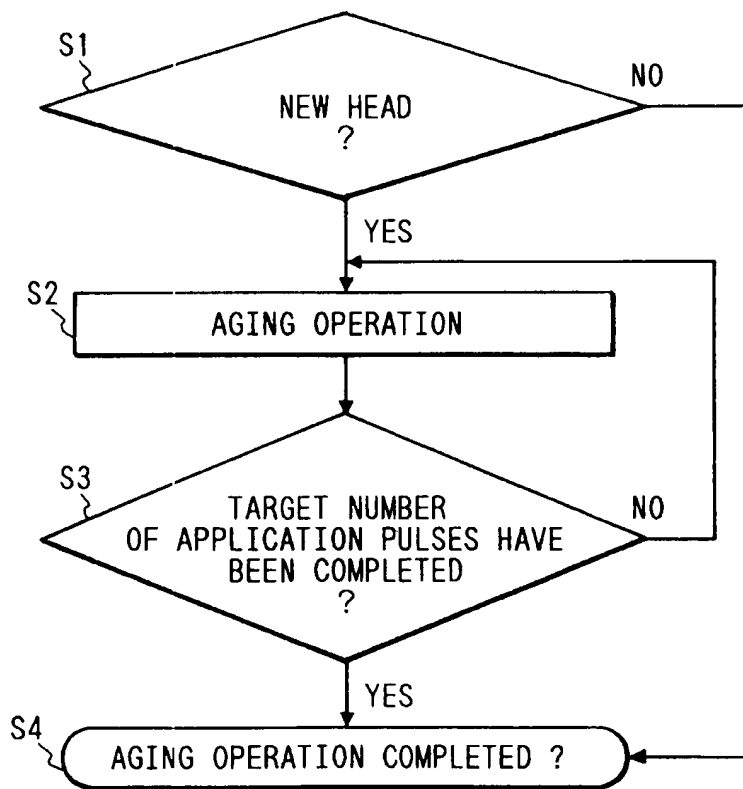 S1
NEW HEAD
?
NO
YES
S2
AGING OPERATION
S3
TARGET NUMBER
OF APPLICATION PULSES HAVE
BEEN COMPLETED
?
NO
YES
S4
AGING OPERATION COMPLETED ?